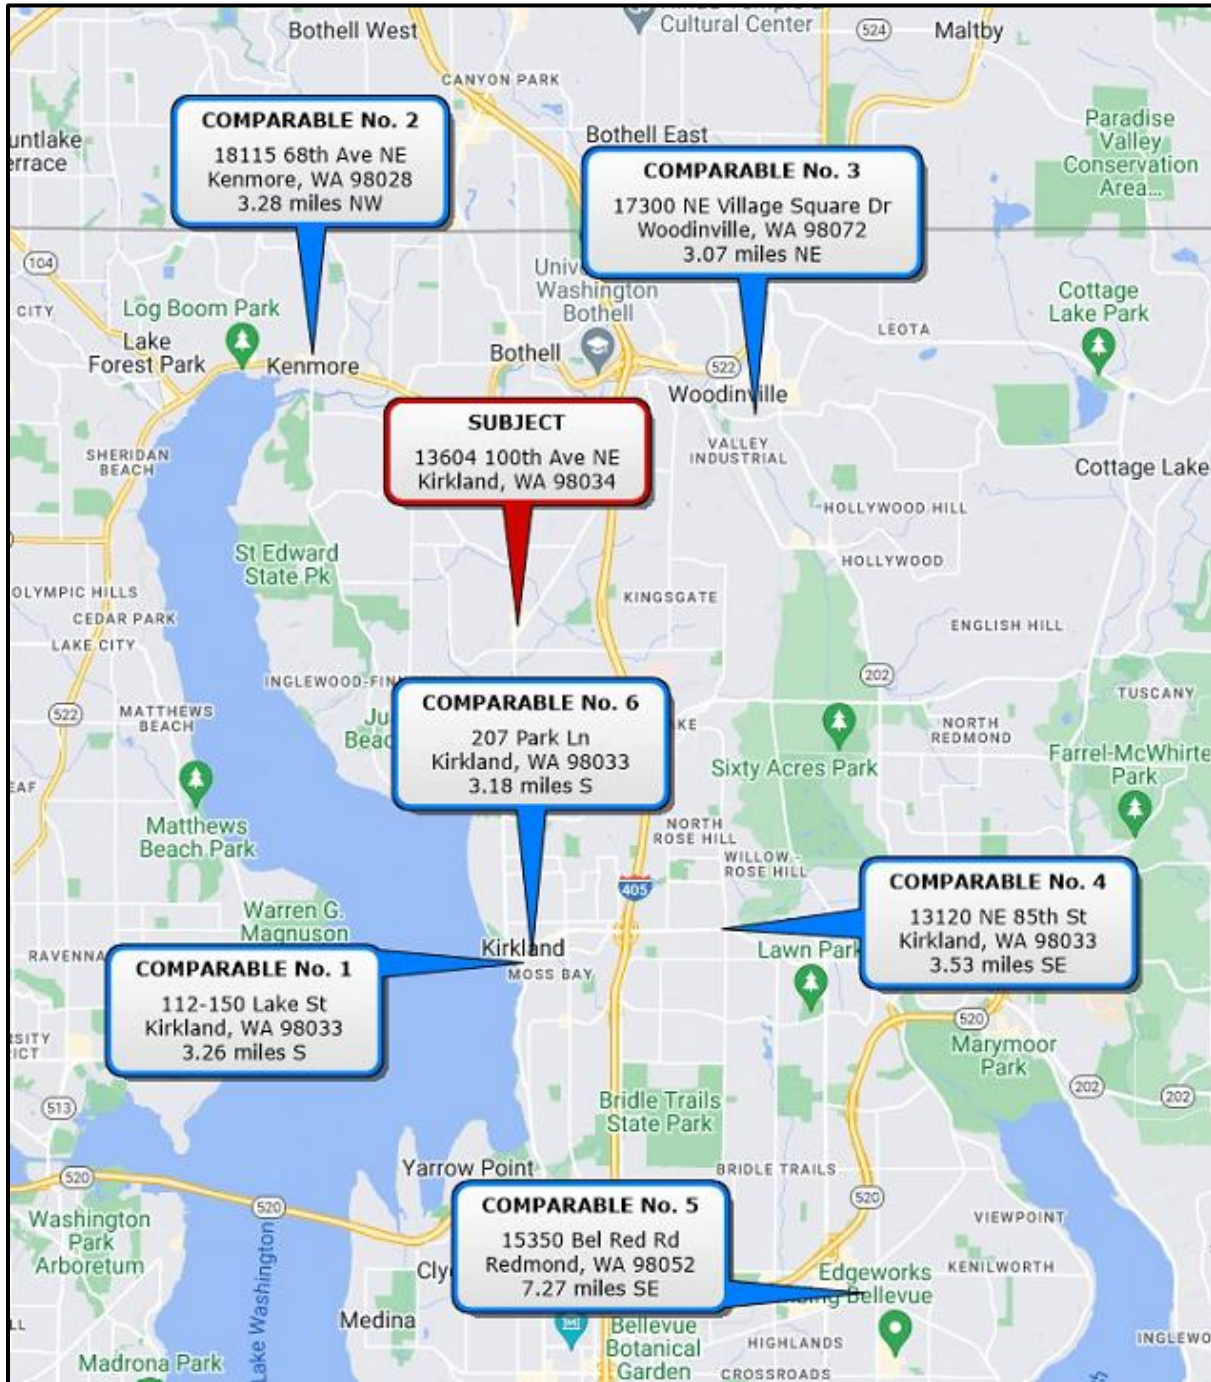 Cultural Center
524
Maltby
Bothell West
CANYON PARK
COMPARABLE No. 2
18115 68th Ave NE
Kenmore, WA 98028
3.28 miles NW
Bothell East
Paradise
Valley
Conservation
Area...
COMPARABLE No. 3
17300 NE Village Square Dr
Woodinville, WA 98072
3.07 miles NE
104
CITY
Log Boom Park
Lake
Forest Park
Kenmore
Washington
Bothell
Bothell
522
Woodinville
LEOTA
Cottage
Lake Park
SUBJECT
13604 100th Ave NE
Kirkland, WA 98034
SHERIDAN
BEACH
VALLEY
INDUSTRIAL
Cottage Lake
HOLLYWOOD HILL
HOLLYWOOD
St Edward
State Pk
OLYMPIC HILLS
CEDAR PARK
LAKE CITY
KINGSGATE
ENGLISH HILL
INGLEWOOD-FINN
202
TUSCANY
522
MATTHEWS
BEACH
COMPARABLE No. 6
207 Park Ln
Kirkland, WA 98033
3.18 miles S
NORTH
REDMOND
Sixty Acres Park
Farrel-McWhirte
Park
Matthews
Beach Park
NORTH
ROSE HILL
WILLOW -
ROSE HILL
405
COMPARABLE No. 4
13120 NE 85th St
Kirkland, WA 98033
3.53 miles SE
Warren G.
Magnuson
RAVENNA
Kirkland
MOSS BAY
Lawn Park
COMPARABLE No. 1
112-150 Lake St
Kirkland, WA 98033
3.26 miles S
520
Marymoor
Park
202
202
513
Bridle Trails
State Park
520
Yarrow Point
BRIDLE TRAILS
520
520
Washington
Park
Arboretum
COMPARABLE No. 5
15350 Bel Red Rd
Redmond, WA 98052
7.27 miles SE
VIEWPOINT
KENILWORTH
Edgeworks
Bellevue
Lake Washington
Medina
Bellevue
Botanical
Garden
HIGHLANDS
CROSSROADS
INGLEWO
Madrona Park